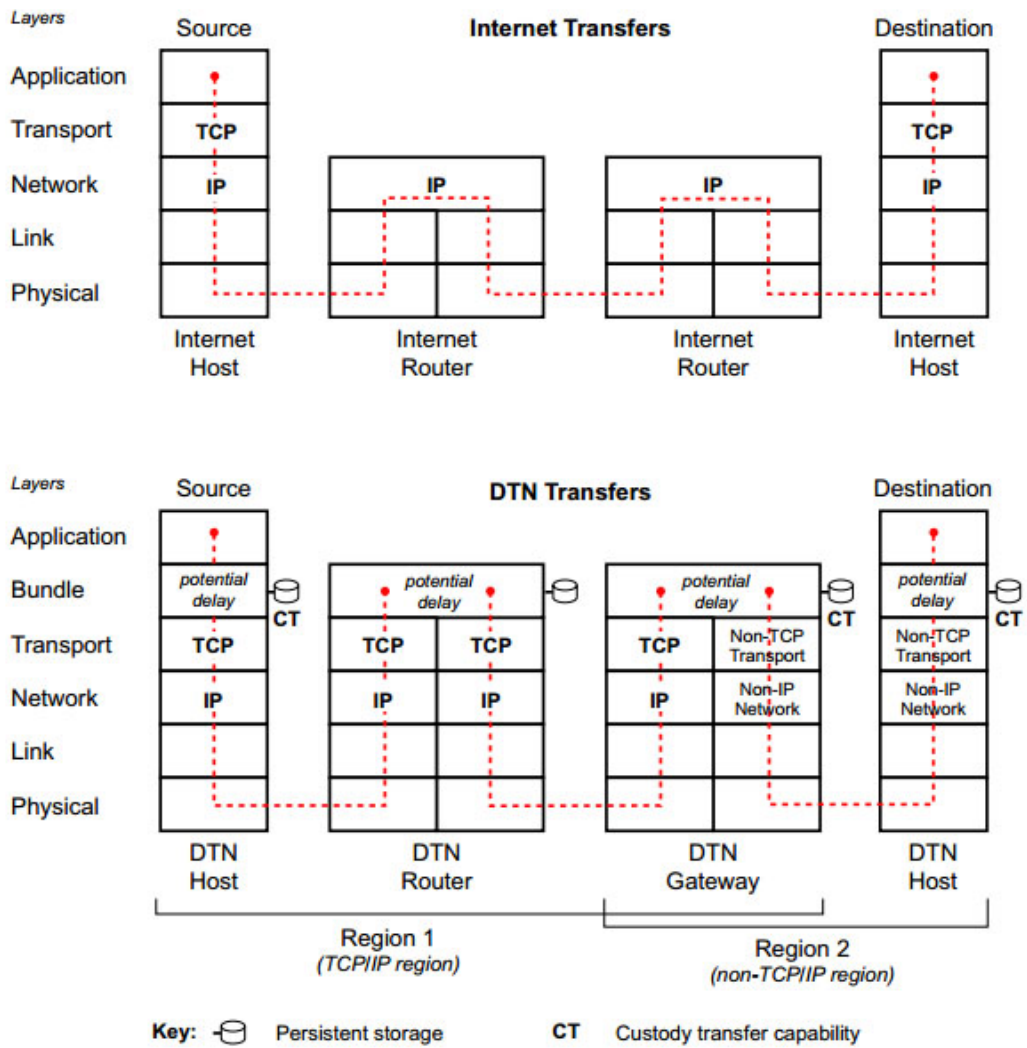 Layers Source Internet Transfers Destination
Application
Transport TCP TCP
Network IP IP IP IP
Link
Physical
Internet Internet Internet Internet
Host Router Router Host
Layers Source DTN Transfers Destination
Application
Bundle potential potential potential potential
delay delay delay delay
CT CT CT
Transport TCP TCP TCP TCP Non-TCP Non-TCP
Transport Transport
Network IP IP IP IP Non-IP Non-IP
Network Network
Link
Physical
DTN DTN DTN DTN
Host Router Gateway Host
Region 1 Region 2
(TCP/IP region) (non-TCP/IP region)
Key: Persistent storage CT Custody transfer capability